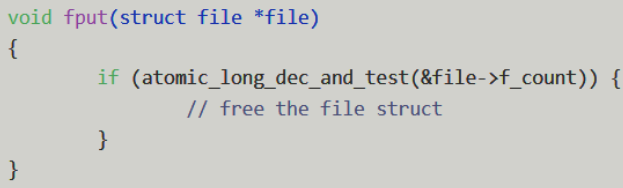 void fput(struct file *file)
{
        if (atomic_long_dec_and_test(&file->f_count)) {
                // free the file struct
        }
}